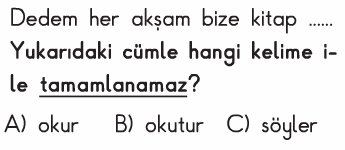 Dedem her akşam bize kitap ......
Yukarıdaki cümle hangi kelime i-
le tamamlanamaz?
A) okur B) okutur C) söyler